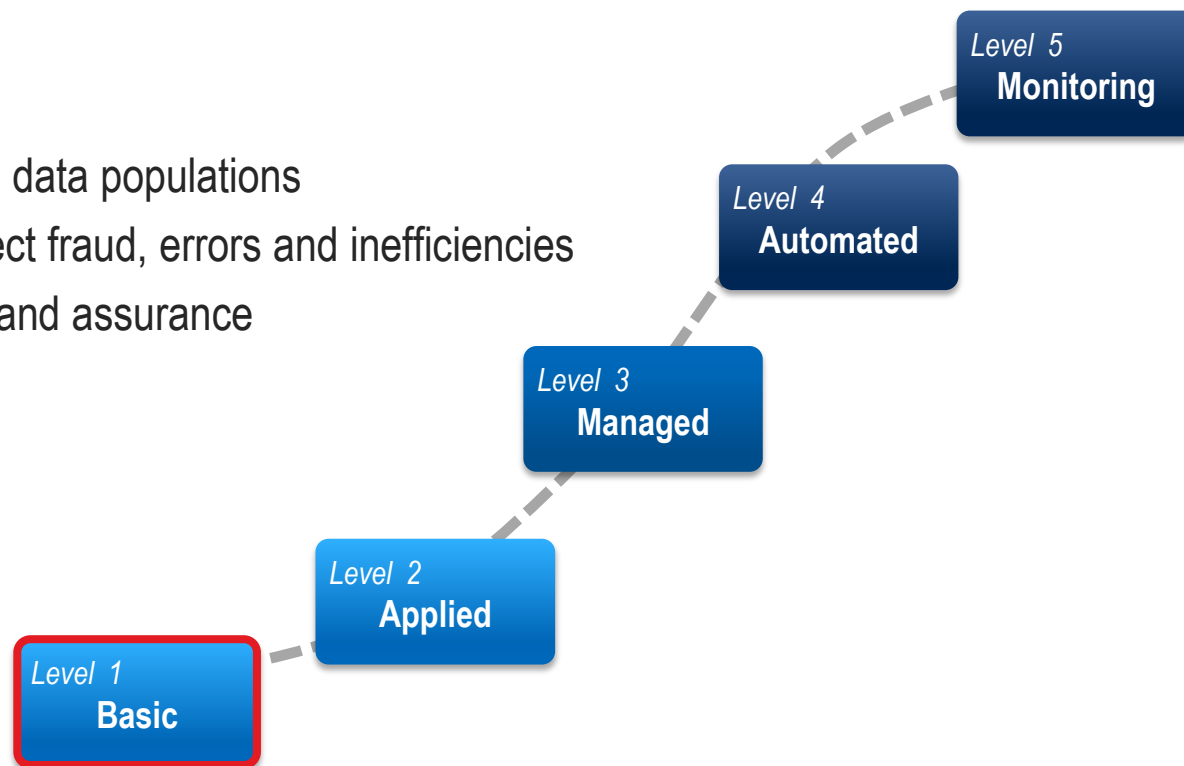 Level 5
Monitoring
data populations
ect fraud, errors and inefficiencies
Level 4
Automated
and assurance
Level 3
Managed
Level 2
Applied
Level 1
Basic